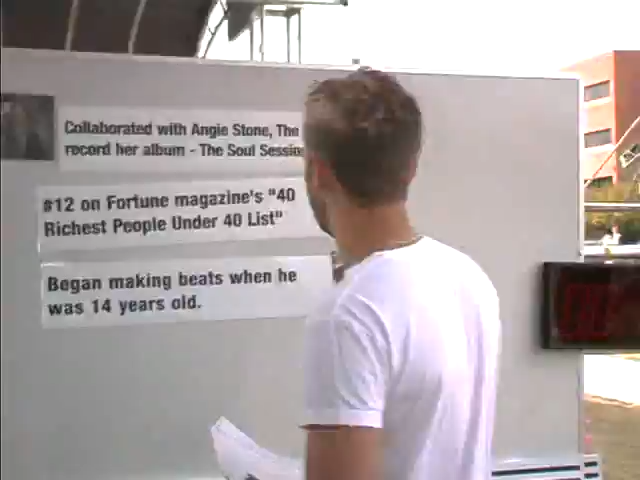 Collaborated with Angie Stone, The
record her album - The Soul Sessio
#12 on Fortune magazine's "40
Richest People Under 40 List"
Began making beats when he
was 14 years old.